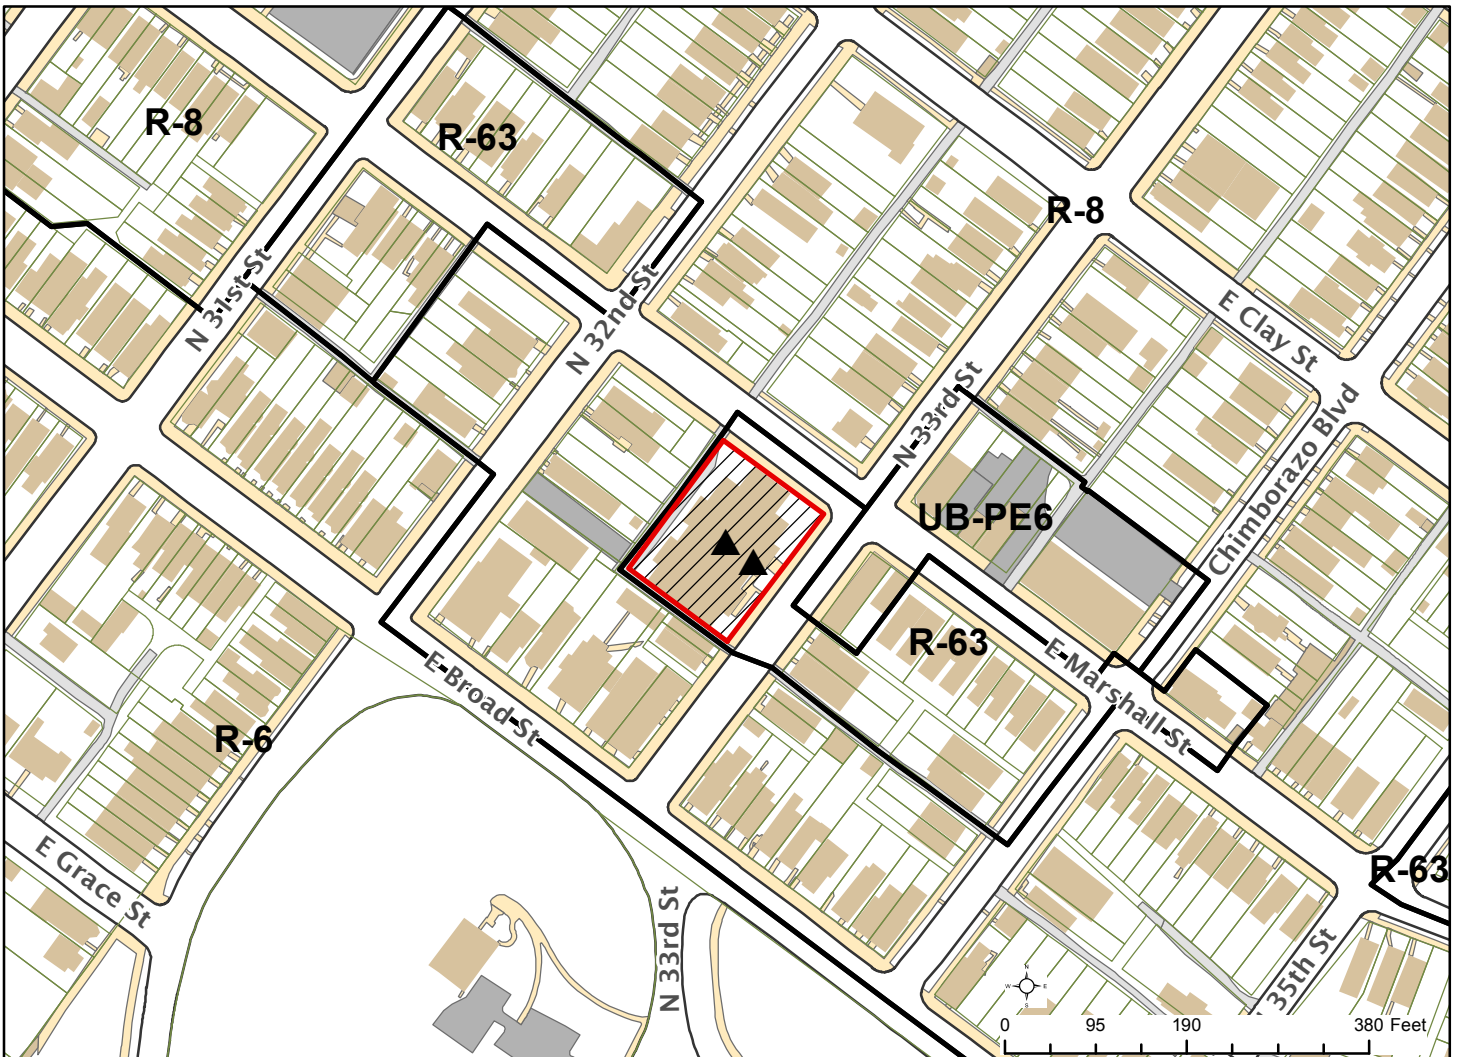 R-8
R-63
R-8
N 31st St
N 32nd St
E Clay St
N 33rd St
Chimborazo Blvd
UB-PE6
R-63
E Marshall St
E Broad St
R-6
E Grace St
R-63
N 33rd St
35th St
N
W E
S
0 95 190 380 Feet